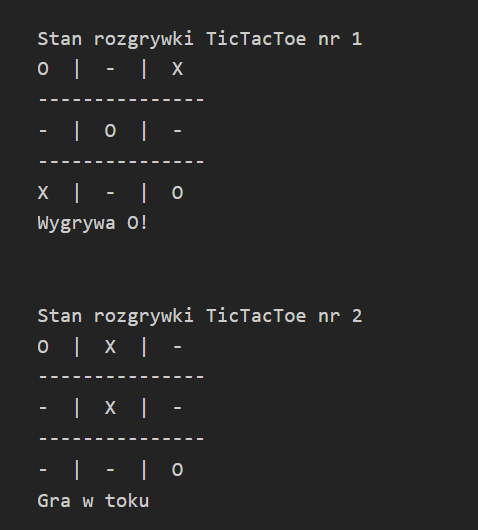 Stan rozgrywki TicTacToe nr 1
O  |  -  |  X
---------------
-  |  O  |  -
---------------
X  |  -  |  O
Wygrywa O!
Stan rozgrywki TicTacToe nr 2
O  |  X  |  -
---------------
-  |  X  |  -
---------------
-  |  -  |  O
Gra w toku